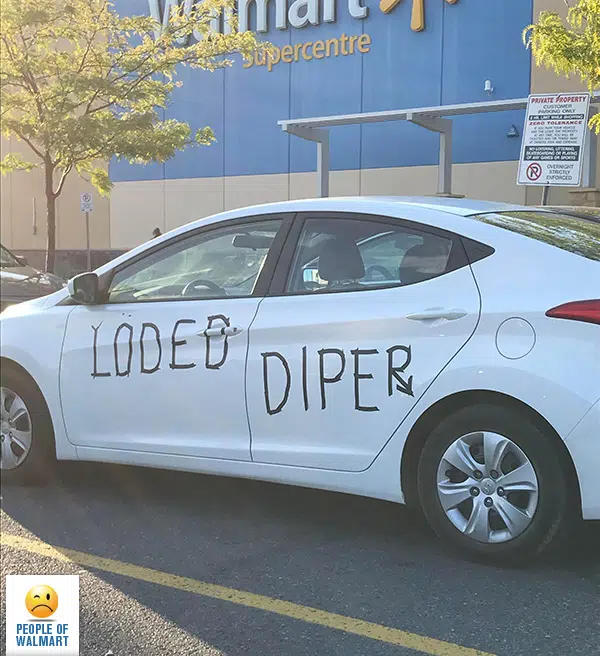 Walmart
Supercentre
PRIVATE PROPERTY
CUSTOMER
PARKING ONLY
ZERO TOLERANCE
OVERNIGHT
STRICTLY
ENFORCED
LODED
DIPER
PEOPLE OF
WALMART